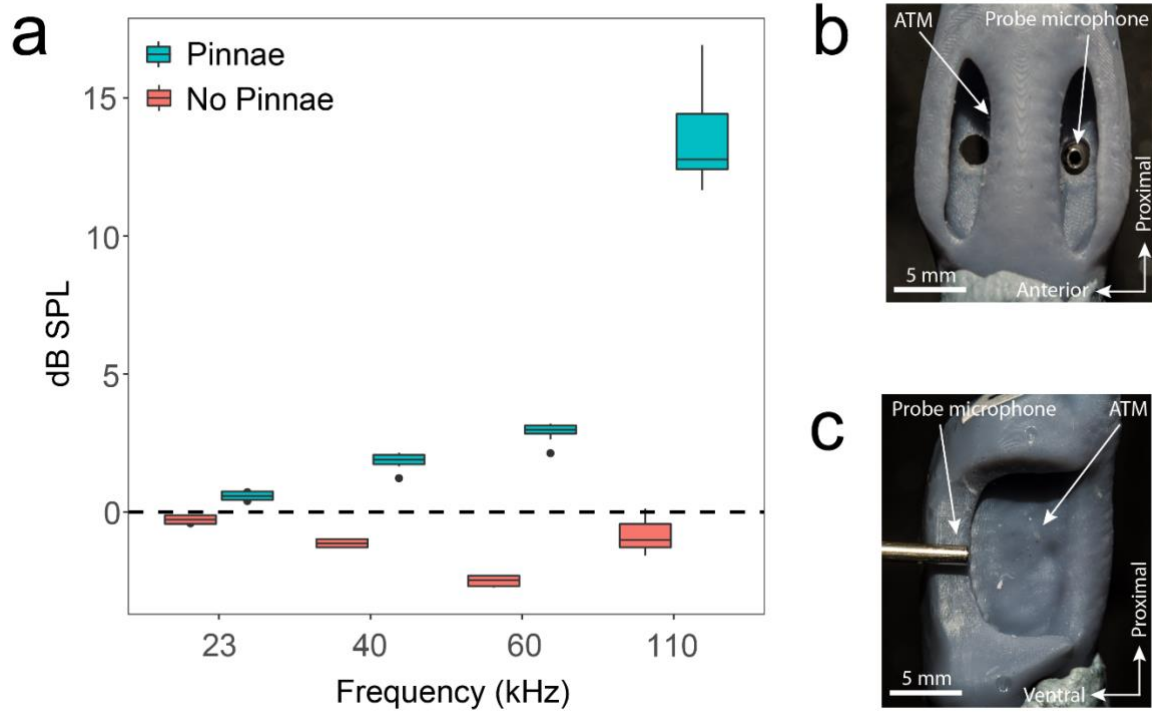 a
Pinnae
No Pinnae
dB SPL
15
10
5
0
23
40
60
110
Frequency (kHz)
b
ATM
Probe microphone
Proximal
5 mm
Anterior
c
Probe microphone
ATM
Proximal
5 mm
Ventral